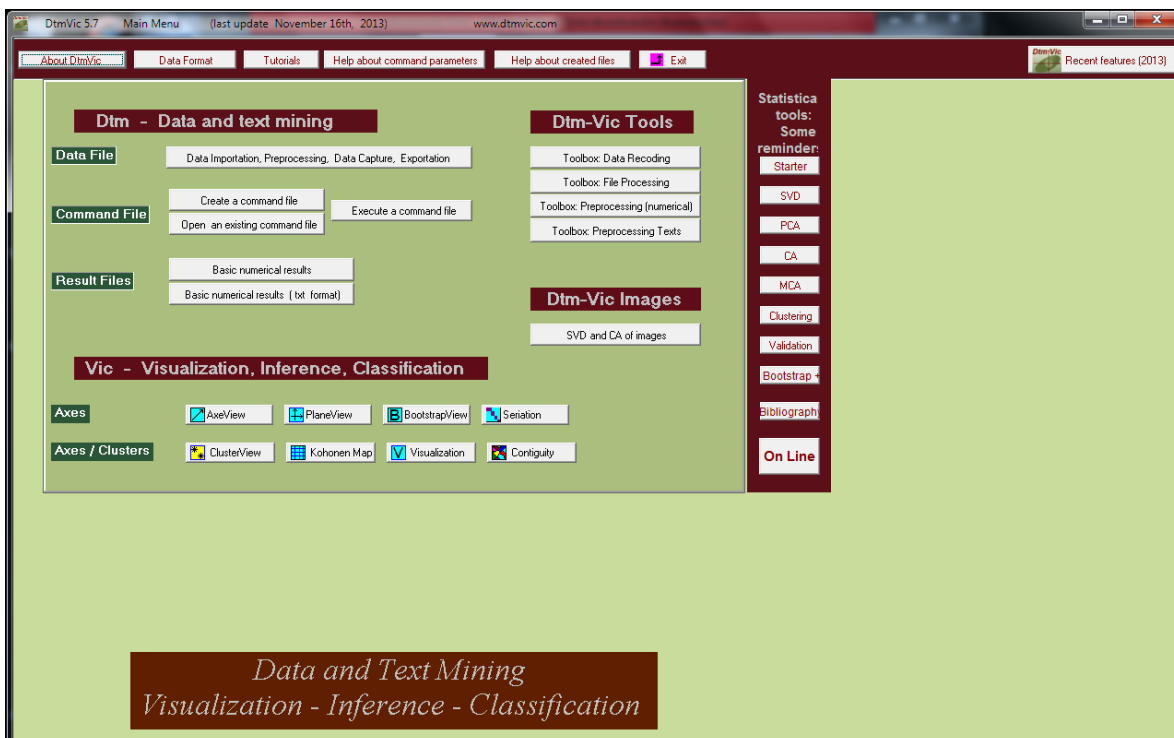 DtmVic 5.7 Main Menu (last update November 16th, 2013) www.dtmvic.com
About DtmVic Data Format Tutorials Help about command parameters Help about created files Exit
Dtm-Vic Recent features (2013)
Dtm - Data and text mining
Data File
Data Importation, Preprocessing, Data Capture, Exportation
Command File
Create a command file
Open an existing command file
Execute a command file
Result Files
Basic numerical results
Basic numerical results ( txt format)
Dtm-Vic Tools
Toolbox: Data Recoding
Toolbox: File Processing
Toolbox: Preprocessing (numerical)
Toolbox: Preprocessing Texts
Dtm-Vic Images
SVD and CA of images
Vic - Visualization, Inference, Classification
Axes
AxeView PlaneView BootstrapView Seriation
Axes / Clusters
ClusterView Kohonen Map Visualization Contiguity
Statistica
tools:
Some
reminder
Starter
SVD
PCA
CA
MCA
Clustering
Validation
Bootstrap +
Bibliography
On Line
Data and Text Mining
Visualization - Inference - Classification